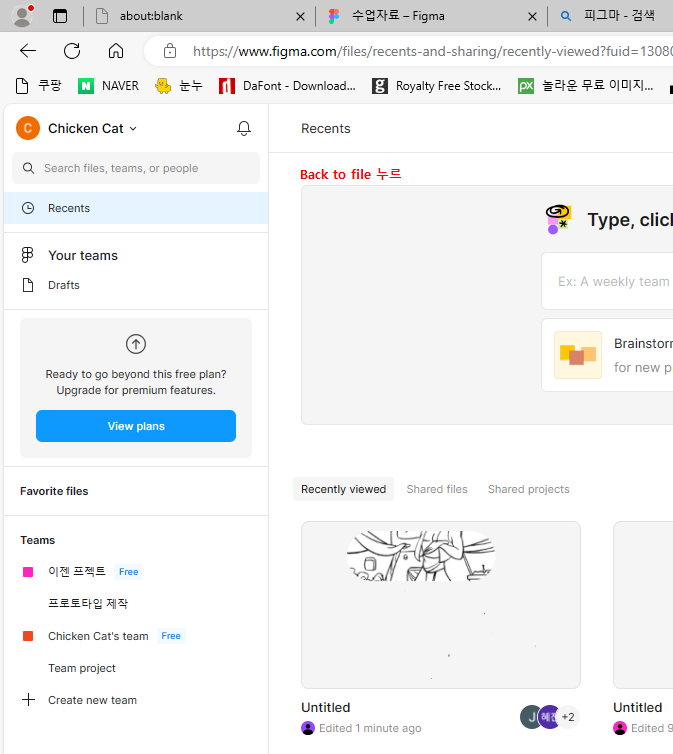 about:blank
수업자료 – Figma
피그마 - 검색
https://www.figma.com/files/recents-and-sharing/recently-viewed?fuid=13080
쿠팡
NAVER
눈누
DaFont - Download...
Royalty Free Stock...
놀라운 무료 이미지...
C Chicken Cat
Recents
Search files, teams, or people
Back to file 누르
Recents
Type, click
Your teams
Drafts
Ex: A weekly team
Brainstorm
for new p
Ready to go beyond this free plan?
Upgrade for premium features.
View plans
Favorite files
Recently viewed
Shared files
Shared projects
Teams
이젠 프젝트 Free
프로토타입 제작
Chicken Cat's team Free
Team project
Create new team
Untitled
Edited 1 minute ago
J 혜진 +2
Untitled
Edited 9